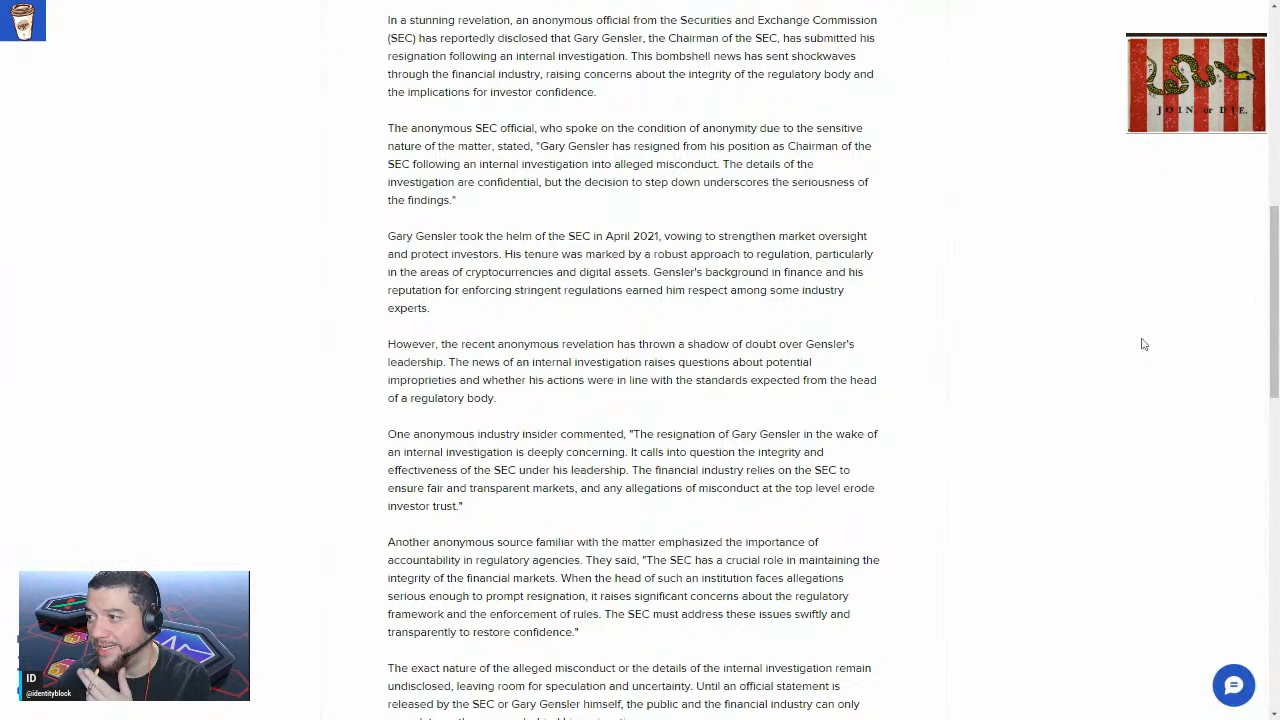 In a stunning revelation, an anonymous official from the Securities and Exchange Commission
(SEC) has reportedly disclosed that Gary Gensler, the Chairman of the SEC, has submitted his
resignation following an internal investigation. This bombshell news has sent shockwaves
through the financial industry, raising concerns about the integrity of the regulatory body and
the implications for investor confidence.
The anonymous SEC official, who spoke on the condition of anonymity due to the sensitive
nature of the matter, stated, "Gary Gensler has resigned from his position as Chairman of the
SEC following an internal investigation into alleged misconduct. The details of the
investigation are confidential, but the decision to step down underscores the seriousness of
the findings."
Gary Gensler took the helm of the SEC in April 2021, vowing to strengthen market oversight
and protect investors. His tenure was marked by a robust approach to regulation, particularly
in the areas of cryptocurrencies and digital assets. Gensler's background in finance and his
reputation for enforcing stringent regulations earned him respect among some industry
experts.
However, the recent anonymous revelation has thrown a shadow of doubt over Gensler's
leadership. The news of an internal investigation raises questions about potential
improprieties and whether his actions were in line with the standards expected from the head
of a regulatory body.
One anonymous industry insider commented, "The resignation of Gary Gensler in the wake of
an internal investigation is deeply concerning. It calls into question the integrity and
effectiveness of the SEC under his leadership. The financial industry relies on the SEC to
ensure fair and transparent markets, and any allegations of misconduct at the top level erode
investor trust."
Another anonymous source familiar with the matter emphasized the importance of
accountability in regulatory agencies. They said, "The SEC has a crucial role in maintaining the
integrity of the financial markets. When the head of such an institution faces allegations
serious enough to prompt resignation, it raises significant concerns about the regulatory
framework and the enforcement of rules. The SEC must address these issues swiftly and
transparently to restore confidence."
The exact nature of the alleged misconduct or the details of the internal investigation remain
undisclosed, leaving room for speculation and uncertainty. Until an official statement is
released by the SEC or Gary Gensler himself, the public and the financial industry can only
JOIN or DIE.
ID
@identityblock